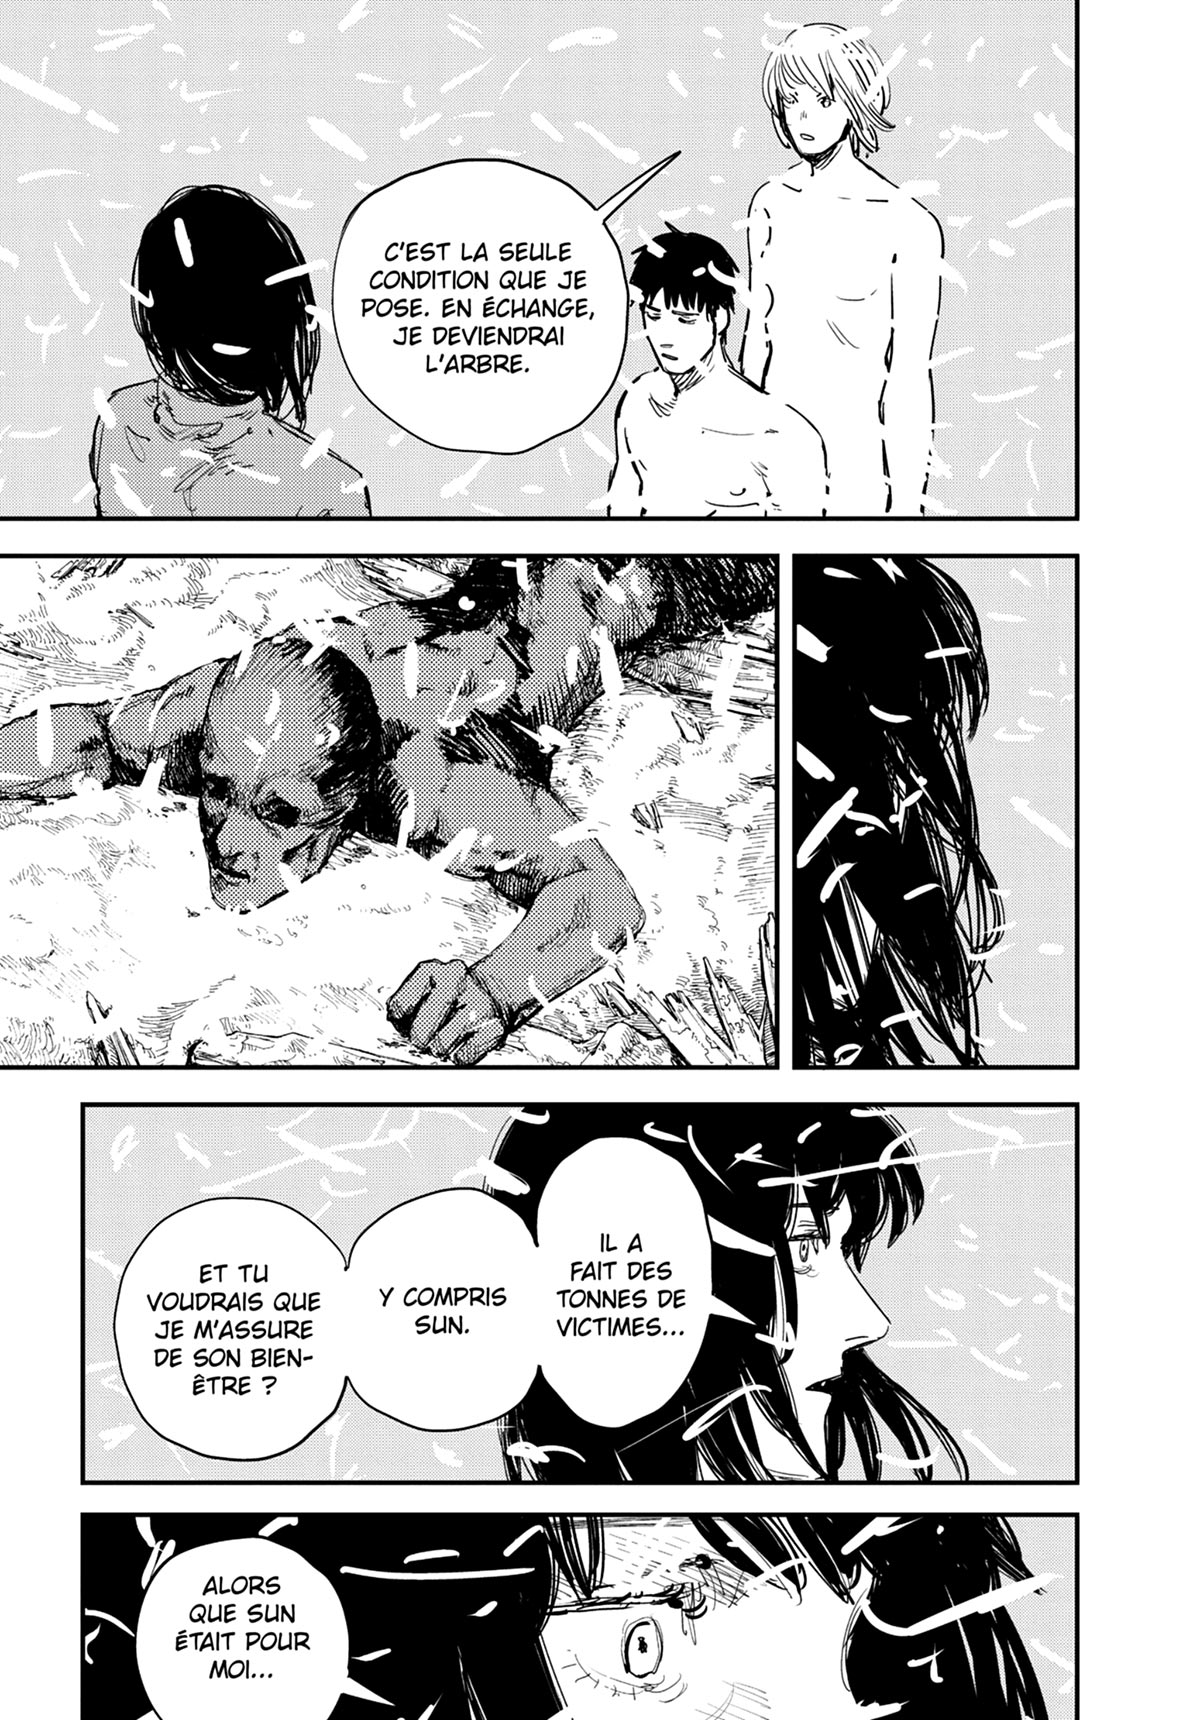 C'EST LA SEULE
CONDITION QUE JE
POSE. EN ÉCHANGE,
JE DEVIENDRAI
L'ARBRE.
IL A
FAIT DES
TONNES DE
VICTIMES...
Y COMPRIS
SUN.
ET TU
VOUDRAIS QUE
JE M'ASSURE
DE SON BIEN-
ÊTRE ?
ALORS
QUE SUN
ÉTAIT POUR
MOI...